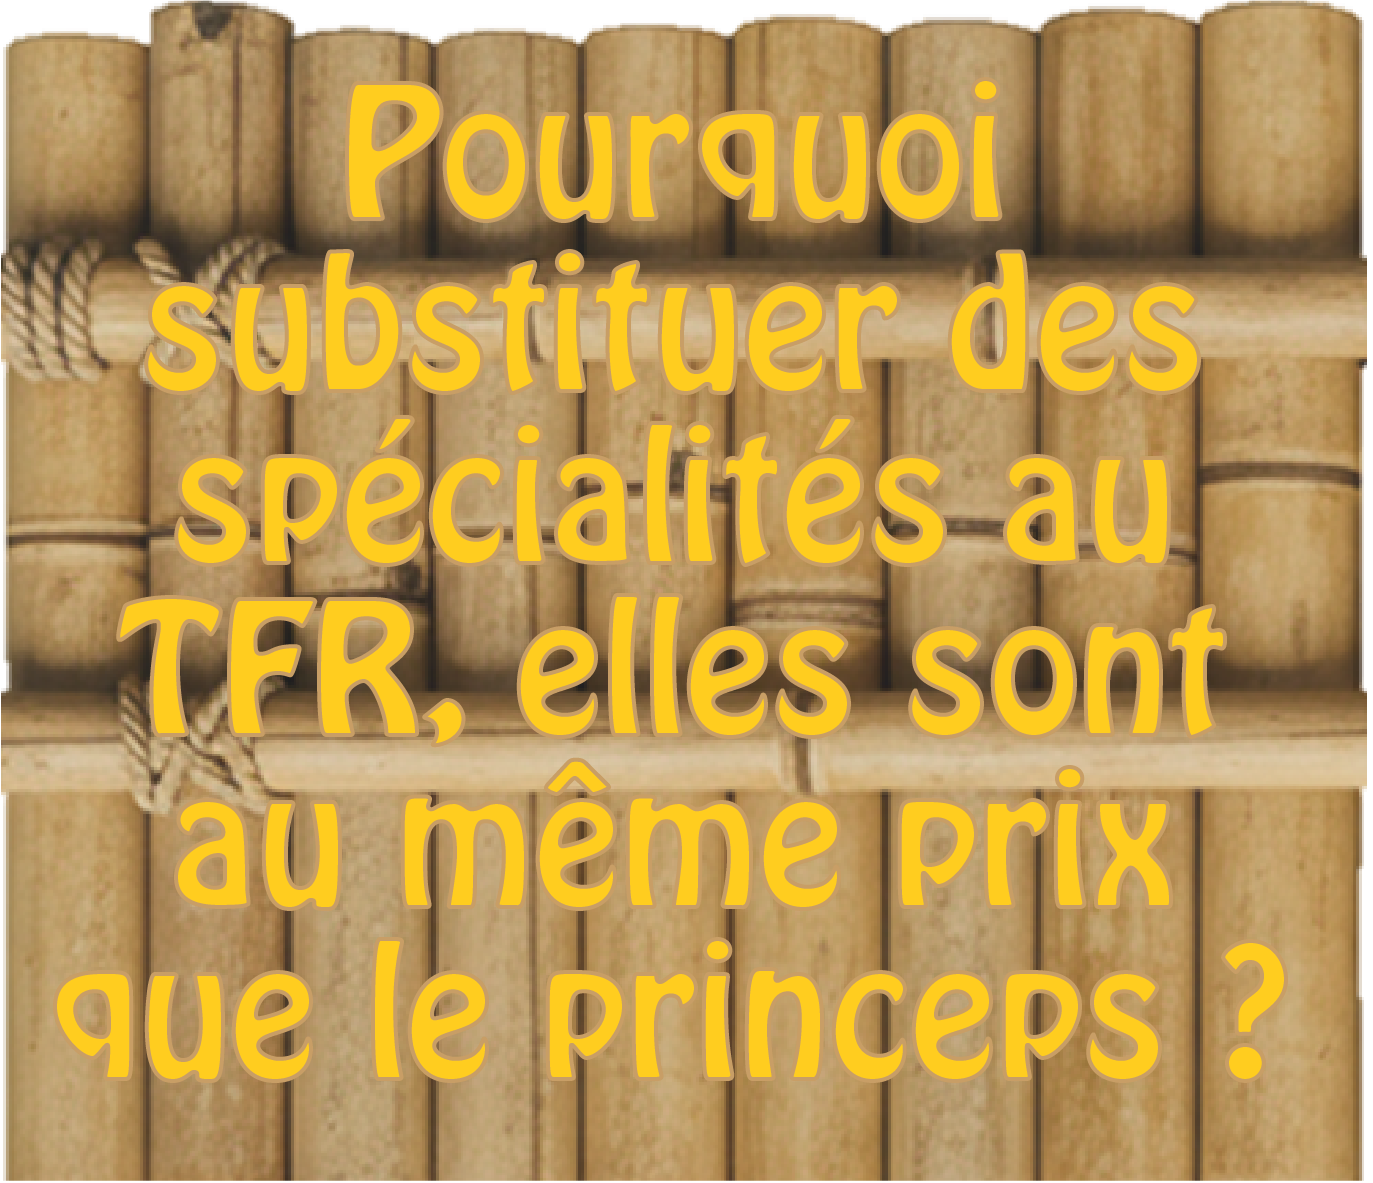 Pourquoi
substituer des
spécialités au
TFR, elles sont
au même prix
que le princeps ?